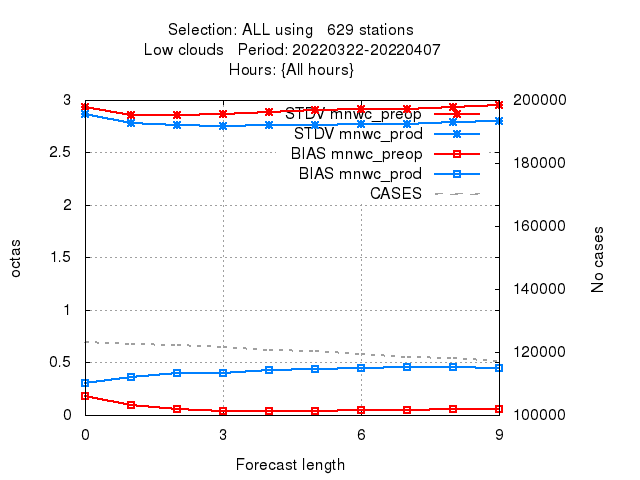 Selection: ALL using   629 stations
Low clouds   Period: 20220322-20220407
Hours: {All hours}
3
2.5
2
1.5
1
0.5
0
200000
180000
160000
140000
120000
100000
STDV mnwc_preop
STDV mnwc_prod
BIAS mnwc_preop
BIAS mnwc_prod
CASES
octas
No cases
0
3
6
9
Forecast length